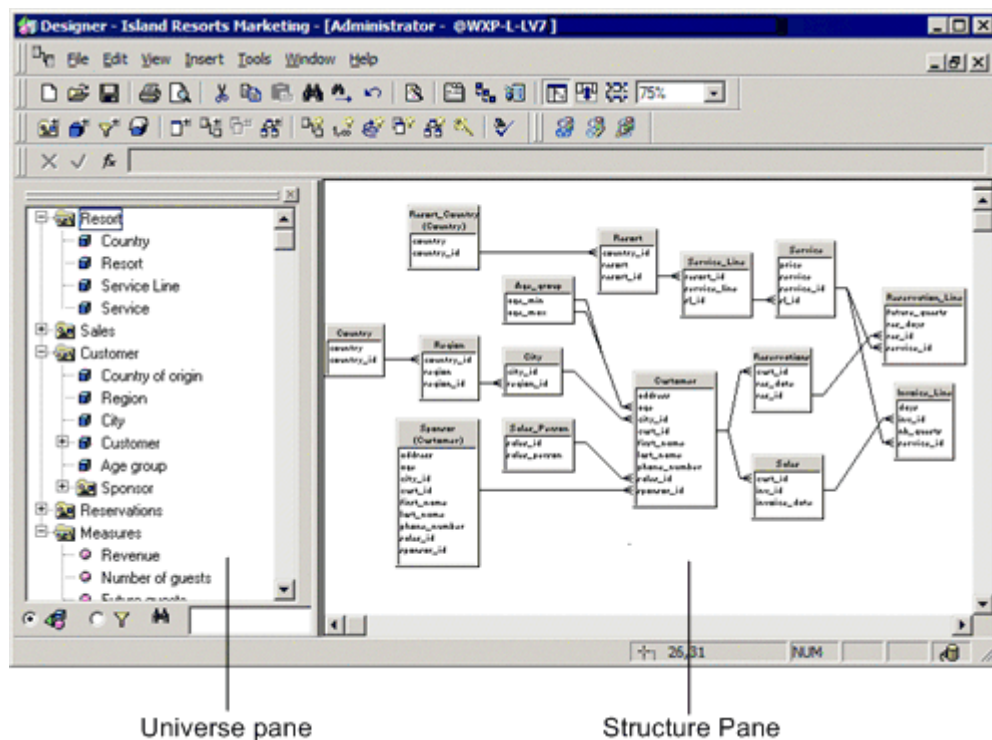 Designer - Island Resorts Marketing - [Administrator - @WXP-L-LV7 ]
File Edit View Insert Tools Window Help
75%
Resort
Country
Resort
Service Line
Service
Sales
Customer
Country of origin
Region
City
Customer
Age group
Sponsor
Reservations
Measures
Revenue
Number of guests
Future guests
Resort_Country
(Country)
country
country_id
Resort
country_id
resort
resort_id
Service_Line
resort_id
service_line
sl_id
Service
price
service
service_id
sl_id
Reservation_Line
future_guests
res_days
res_id
service_id
Age_group
age_min
age_max
Country
country
country_id
Region
country_id
region
region_id
City
city_id
region_id
Customer
address
age
city_id
cust_id
first_name
last_name
phone_number
sales_id
sponsor_id
Reservations
cust_id
res_date
res_id
Invoice_Line
days
inv_id
nb_guests
service_id
Sponsor
(Customer)
address
age
city_id
cust_id
first_name
last_name
phone_number
sales_id
sponsor_id
Sales_Person
sales_id
sales_person
Sales
cust_id
inv_id
invoice_date
26,31
NUM
Universe pane
Structure Pane